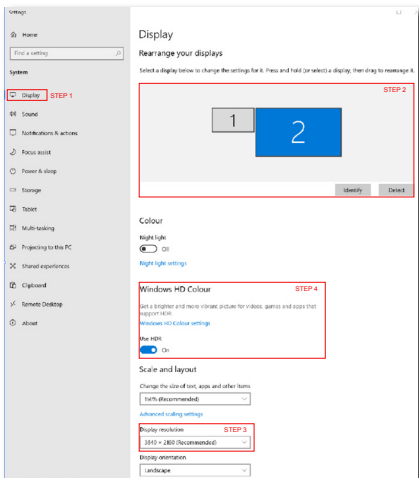 Settings
Home
Find a setting
System
Display STEP 1
Sound
Notifications & actions
Focus assist
Power & sleep
Storage
Tablet
Multi-tasking
Projecting to this PC
Shared experiences
Clipboard
Remote Desktop
About
Display
Rearrange your displays
Select a display below to change the settings for it. Press and hold (or select) a display, then drag to rearrange it.
STEP 2
1
2
Identify Detect
Colour
Night light
Off
Night light settings
Windows HD Colour STEP 4
Get a brighter and more vibrant picture for videos, games and apps that
support HDR.
Windows HD Colour settings
Use HDR
On
Scale and layout
Change the size of text, apps and other items
150% (Recommended)
Advanced scaling settings
Display resolution STEP 3
3840 × 2160 (Recommended)
Display orientation
Landscape